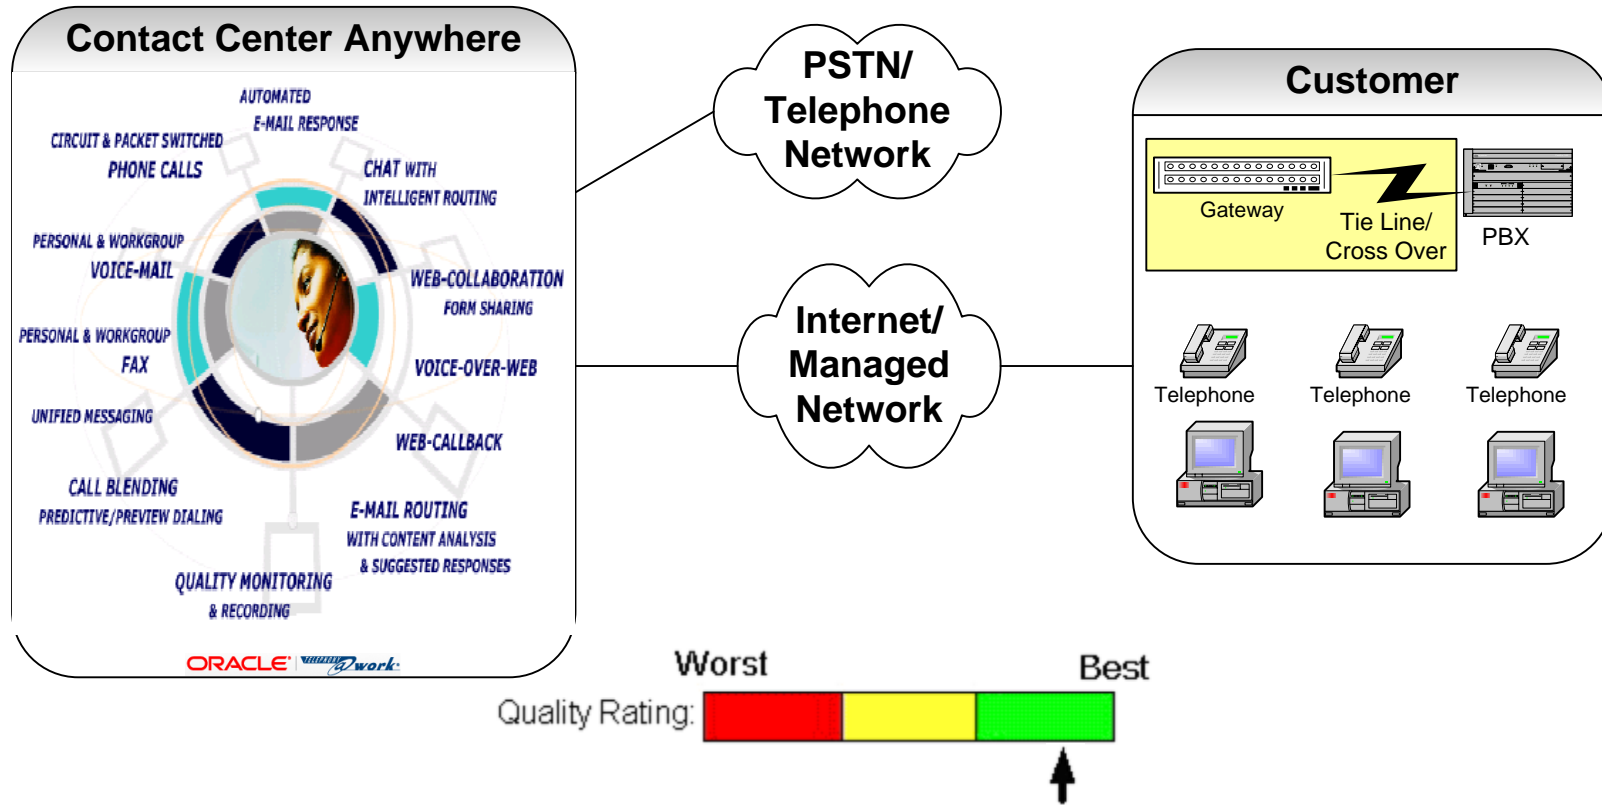 Contact Center Anywhere
AUTOMATED
E-MAIL RESPONSE
CIRCUIT & PACKET SWITCHED
PHONE CALLS
CHAT WITH
INTELLIGENT ROUTING
PERSONAL & WORKGROUP
VOICE-MAIL
WEB-COLLABORATION
FORM SHARING
PERSONAL & WORKGROUP
FAX
VOICE-OVER-WEB
UNIFIED MESSAGING
WEB-CALLBACK
CALL BLENDING
PREDICTIVE/PREVIEW DIALING
E-MAIL ROUTING
WITH CONTENT ANALYSIS
& SUGGESTED RESPONSES
QUALITY MONITORING
& RECORDING
ORACLE | TELEPHONY@work
PSTN/
Telephone
Network
Internet/
Managed
Network
Customer
Gateway
Tie Line/
Cross Over
PBX
Telephone
Telephone
Telephone
Worst
Best
Quality Rating: